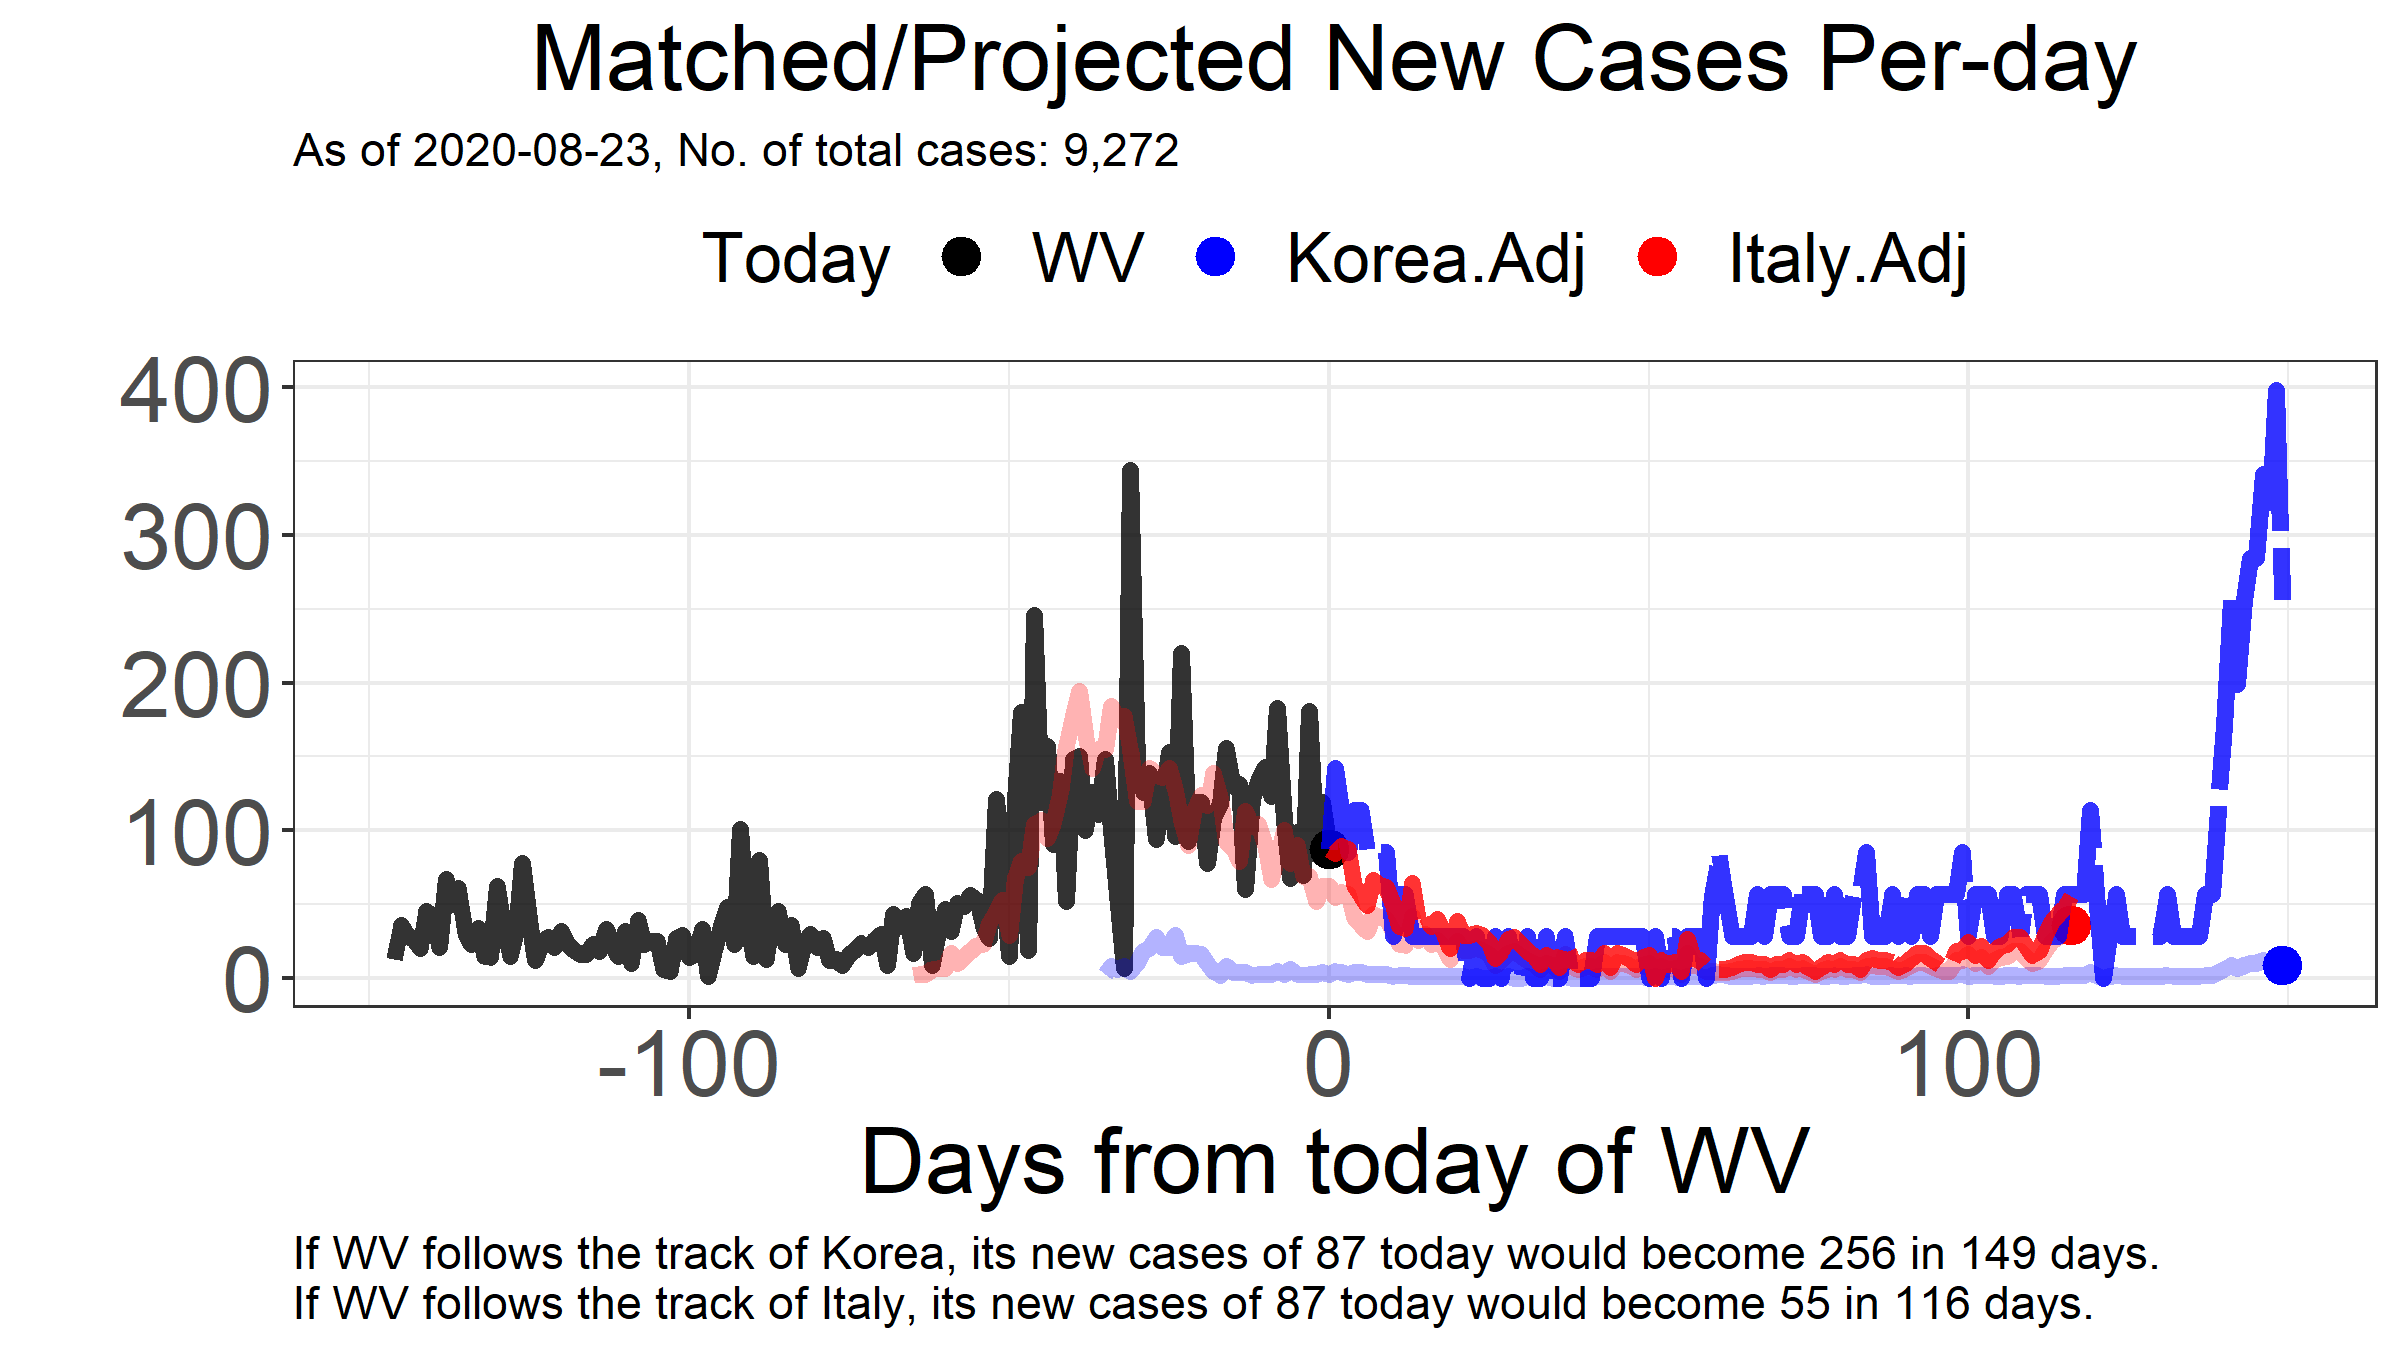 Matched/Projected New Cases Per-day
As of 2020-08-23, No. of total cases: 9,272
Today WV Korea.Adj Italy.Adj
400
300
200
100
0
-100 0 100
Days from today of WV
If WV follows the track of Korea, its new cases of 87 today would become 256 in 149 days.
If WV follows the track of Italy, its new cases of 87 today would become 55 in 116 days.